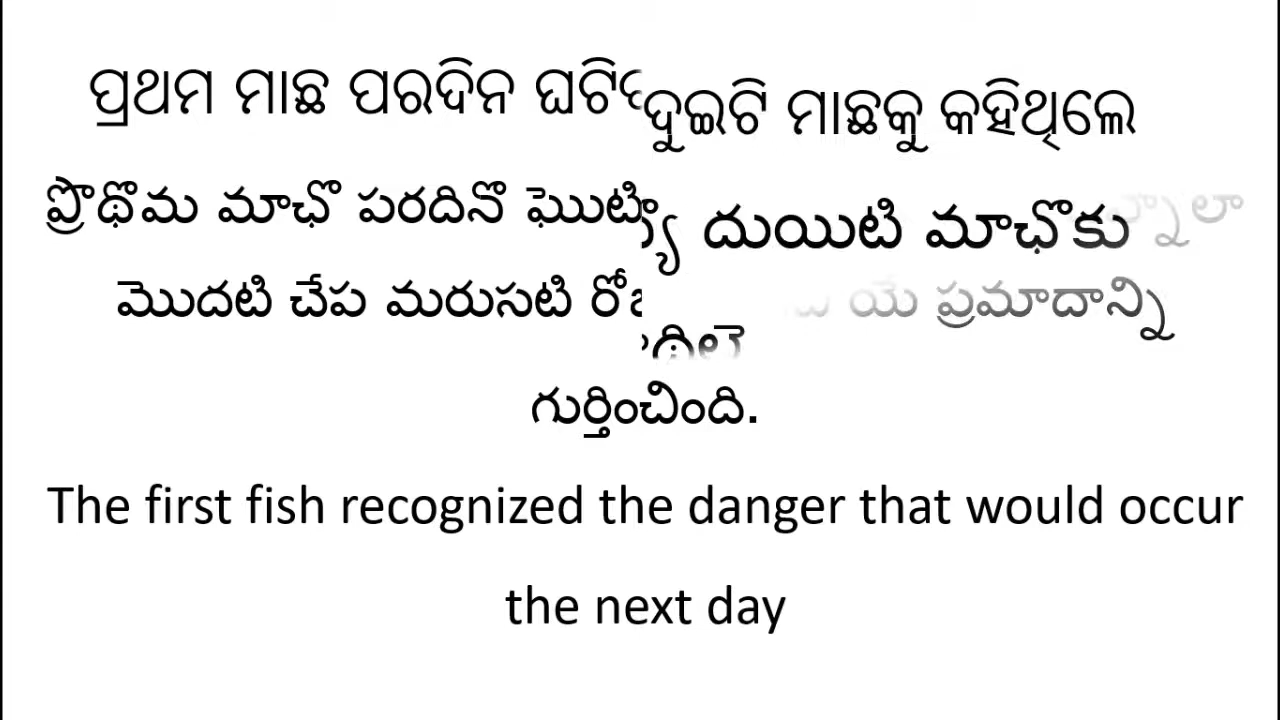 ପ୍ରଥମ ମାଛ ପରଦିନ
ଦୁଇଟି ମାଛକୁ କହିଥିଲେ
ప్రొథొమ మాఛొ పరదినొ
దుయిటి మాఛొకు
మొదటి చేప మరుసటి
యే ప్రమాదాన్ని
గుర్తించింది.
The first fish recognized the danger that would occur
the next day